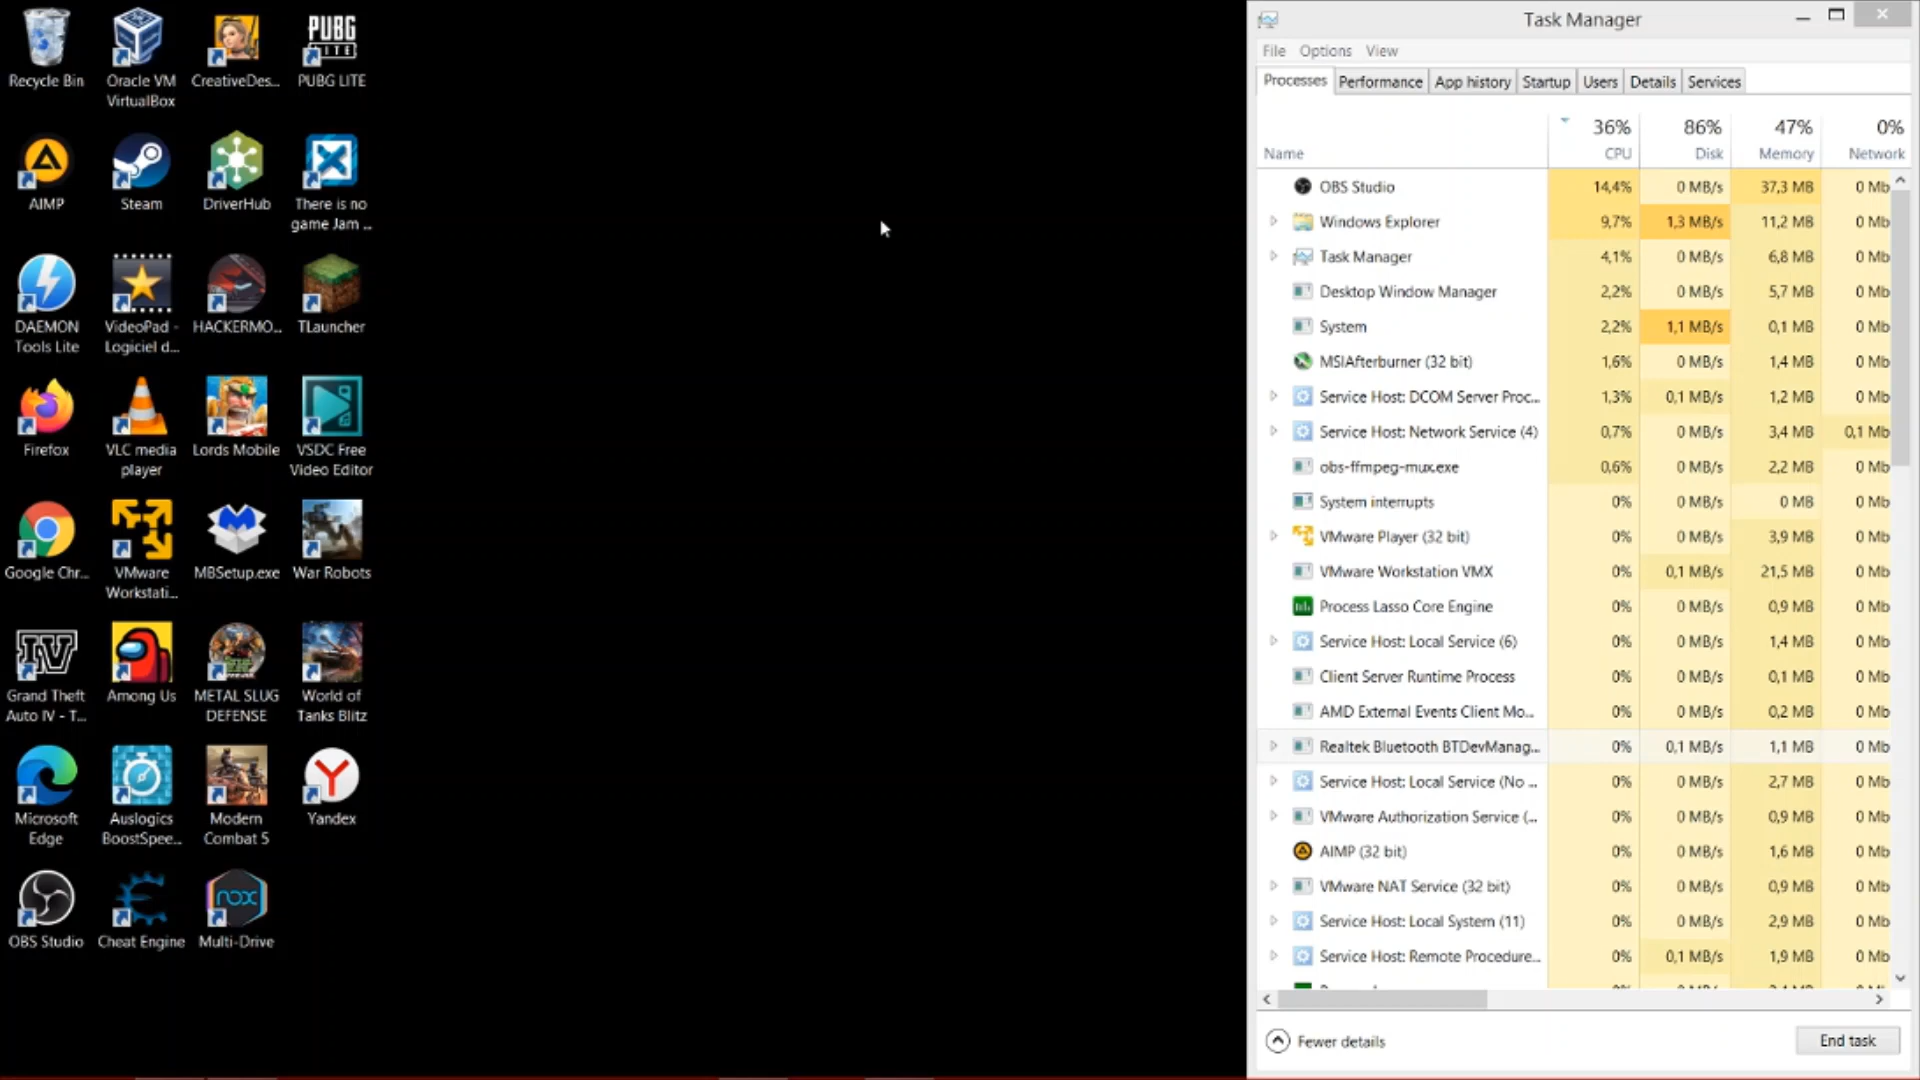 Recycle Bin
Oracle VM
VirtualBox
CreativeDes...
PUBG LITE
PUBG
LITE
AIMP
Steam
DriverHub
There is no
game Jam ...
DAEMON
Tools Lite
VideoPad -
Logiciel d...
HACKERMO...
TLauncher
Firefox
VLC media
player
Lords Mobile
VSDC Free
Video Editor
Google Chr...
VMware
Workstati...
MBSetup.exe
War Robots
IV
Grand Theft
Auto IV - T...
Among Us
METAL SLUG
DEFENSE
World of
Tanks Blitz
Microsoft
Edge
Auslogics
BoostSpee...
Modern
Combat 5
Y
Yandex
OBS Studio
Cheat Engine
nox
Multi-Drive
Task Manager
File Options View
Processes Performance App history Startup Users Details Services
36% 86% 47% 0%
Name CPU Disk Memory Network
OBS Studio 14,4% 0 MB/s 37,3 MB 0 Mb
Windows Explorer 9,7% 1,3 MB/s 11,2 MB 0 Mb
Task Manager 4,1% 0 MB/s 6,8 MB 0 Mb
Desktop Window Manager 2,2% 0 MB/s 5,7 MB 0 Mb
System 2,2% 1,1 MB/s 0,1 MB 0 Mb
MSIAfterburner (32 bit) 1,6% 0 MB/s 1,4 MB 0 Mb
Service Host: DCOM Server Proc... 1,3% 0,1 MB/s 1,2 MB 0 Mb
Service Host: Network Service (4) 0,7% 0 MB/s 3,4 MB 0,1 Mb
obs-ffmpeg-mux.exe 0,6% 0 MB/s 2,2 MB 0 Mb
System interrupts 0% 0 MB/s 0 MB 0 Mb
VMware Player (32 bit) 0% 0 MB/s 3,9 MB 0 Mb
VMware Workstation VMX 0% 0,1 MB/s 21,5 MB 0 Mb
Process Lasso Core Engine 0% 0 MB/s 0,9 MB 0 Mb
Service Host: Local Service (6) 0% 0 MB/s 1,4 MB 0 Mb
Client Server Runtime Process 0% 0 MB/s 0,1 MB 0 Mb
AMD External Events Client Mo... 0% 0 MB/s 0,2 MB 0 Mb
Realtek Bluetooth BTDevManag... 0% 0,1 MB/s 1,1 MB 0 Mb
Service Host: Local Service (No ... 0% 0 MB/s 2,7 MB 0 Mb
VMware Authorization Service (... 0% 0 MB/s 0,9 MB 0 Mb
AIMP (32 bit) 0% 0 MB/s 1,6 MB 0 Mb
VMware NAT Service (32 bit) 0% 0 MB/s 0,9 MB 0 Mb
Service Host: Local System (11) 0% 0 MB/s 2,9 MB 0 Mb
Service Host: Remote Procedure... 0% 0,1 MB/s 1,9 MB 0 Mb
Fewer details
End task